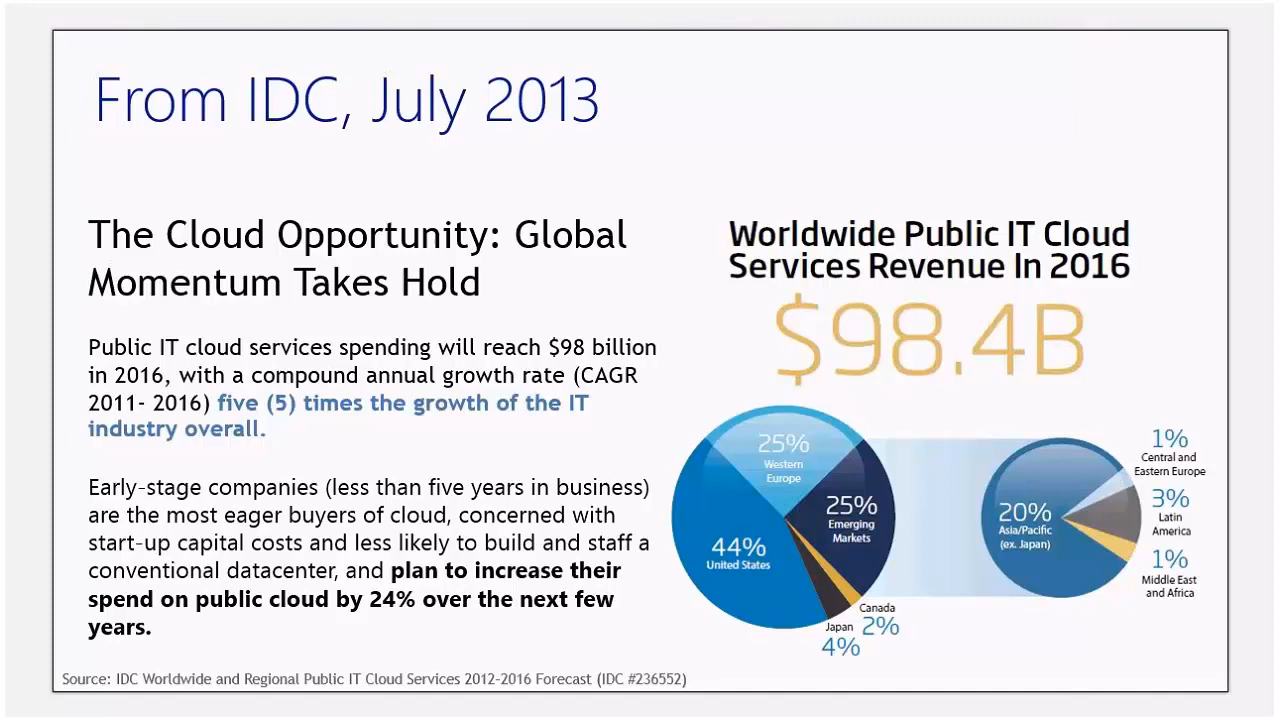 From IDC, July 2013
The Cloud Opportunity: Global
Momentum Takes Hold
Public IT cloud services spending will reach $98 billion
in 2016, with a compound annual growth rate (CAGR
2011- 2016) five (5) times the growth of the IT
industry overall.
Early-stage companies (less than five years in business)
are the most eager buyers of cloud, concerned with
start-up capital costs and less likely to build and staff a
conventional datacenter, and plan to increase their
spend on public cloud by 24% over the next few
years.
Worldwide Public IT Cloud
Services Revenue In 2016
$98.4B
25%
Western
Europe
25%
Emerging
Markets
44%
United States
Canada
2%
Japan
4%
20%
Asia/Pacific
(ex. Japan)
1%
Central and
Eastern Europe
3%
Latin
America
1%
Middle East
and Africa
Source: IDC Worldwide and Regional Public IT Cloud Services 2012-2016 Forecast (IDC #236552)